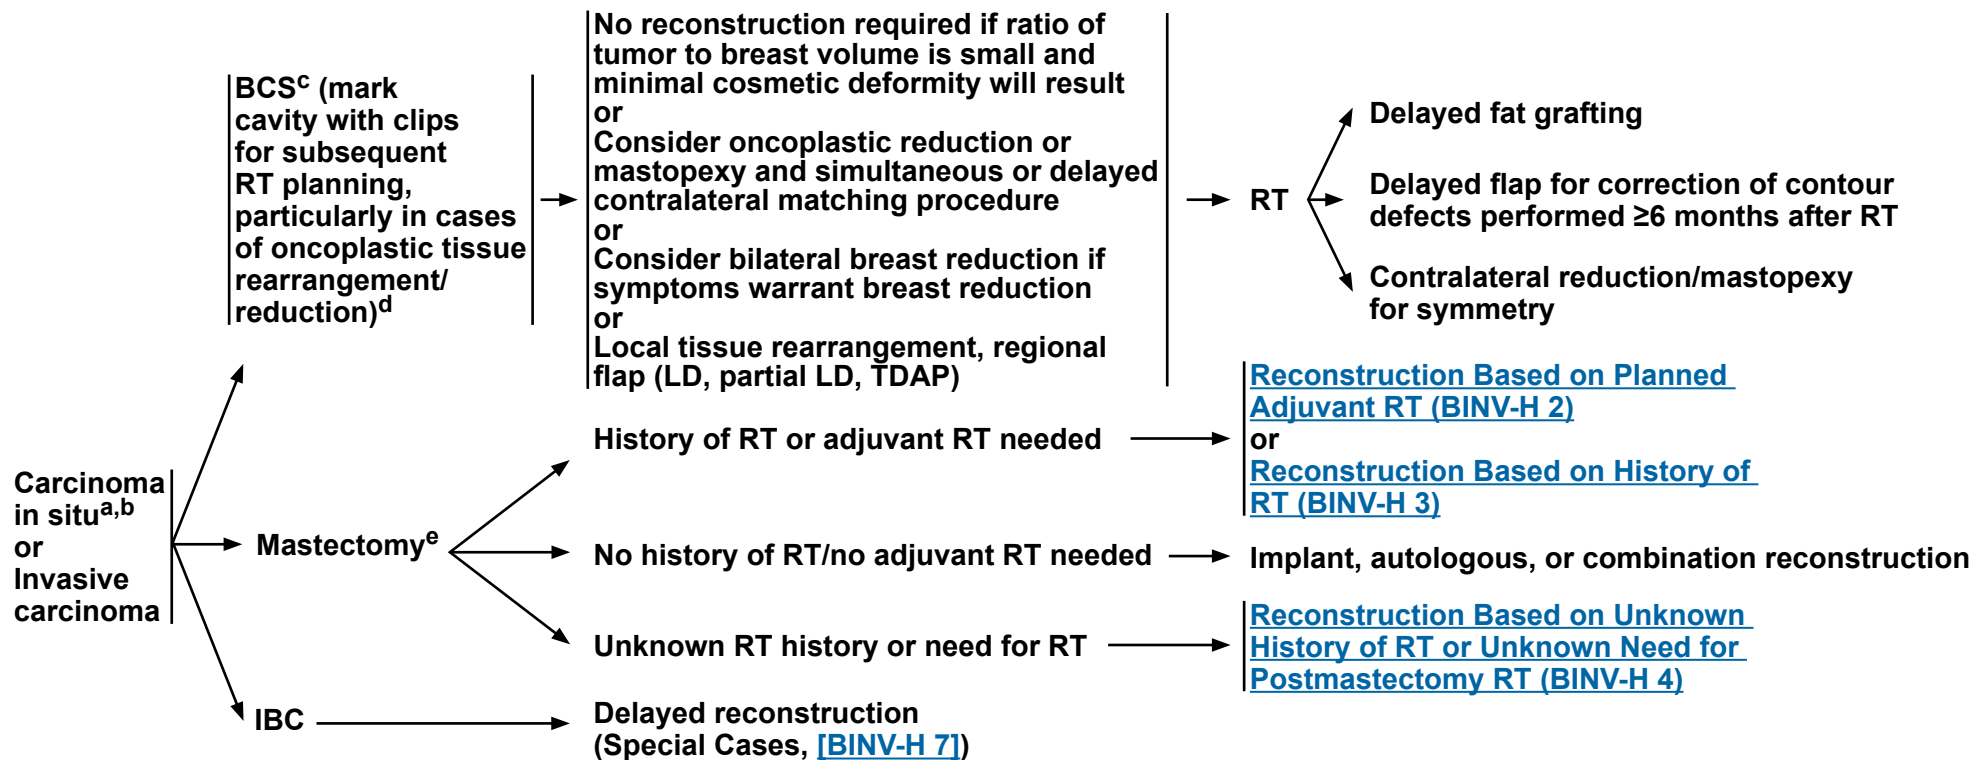 Carcinoma
in situa,b
or
Invasive
carcinoma
BCSc (mark
cavity with clips
for subsequent
RT planning,
particularly in cases
of oncoplastic tissue
rearrangement/
reduction)d
No reconstruction required if ratio of
tumor to breast volume is small and
minimal cosmetic deformity will result
or
Consider oncoplastic reduction or
mastopexy and simultaneous or delayed
contralateral matching procedure
or
Consider bilateral breast reduction if
symptoms warrant breast reduction
or
Local tissue rearrangement, regional
flap (LD, partial LD, TDAP)
RT
Delayed fat grafting
Delayed flap for correction of contour
defects performed ≥6 months after RT
Contralateral reduction/mastopexy
for symmetry
Mastectomye
History of RT or adjuvant RT needed
Reconstruction Based on Planned
Adjuvant RT (BINV-H 2)
or
Reconstruction Based on History of
RT (BINV-H 3)
No history of RT/no adjuvant RT needed
Implant, autologous, or combination reconstruction
Unknown RT history or need for RT
Reconstruction Based on Unknown
History of RT or Unknown Need for
Postmastectomy RT (BINV-H 4)
IBC
Delayed reconstruction
(Special Cases, [BINV-H 7])